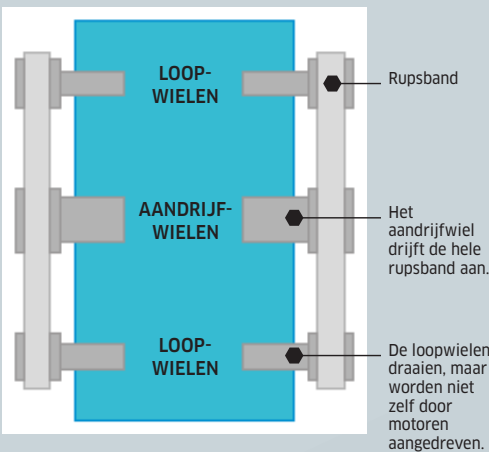 LOOP-
WIELEN
AANDRIJF-
WIELEN
LOOP-
WIELEN
Rupsband
Het
aandrijfwiel
drijft de hele
rupsband aan.
De loopwielen
draaien, maar
worden niet
zelf door
motoren
aangedreven.